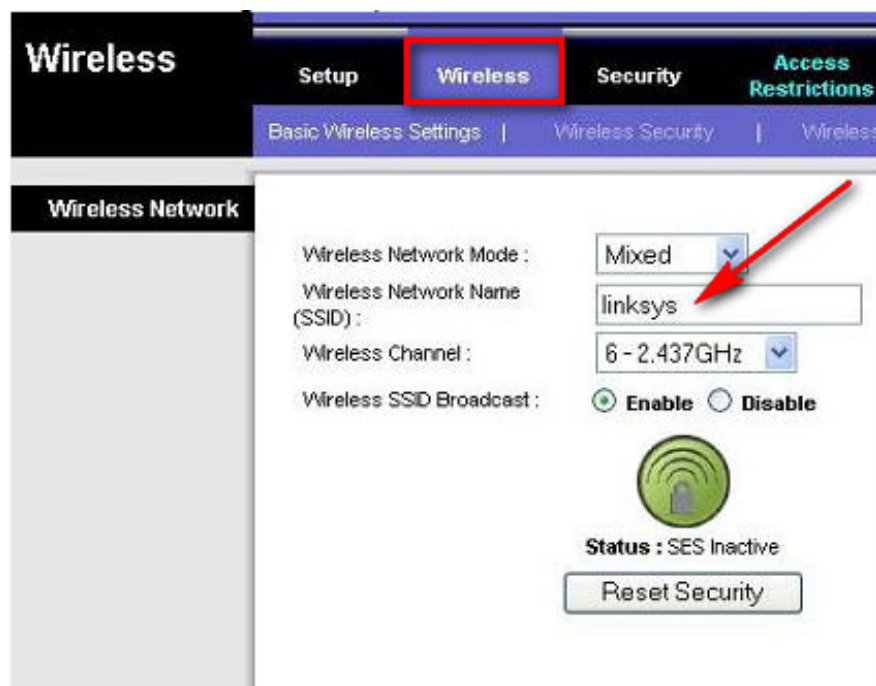 Wireless
Setup Wireless Security Access Restrictions
Basic Wireless Settings | Wireless Security | Wireless
Wireless Network
Wireless Network Mode : Mixed
Wireless Network Name (SSID) : linksys
Wireless Channel : 6 - 2.437GHz
Wireless SSID Broadcast : Enable Disable
Status : SES Inactive
Reset Security